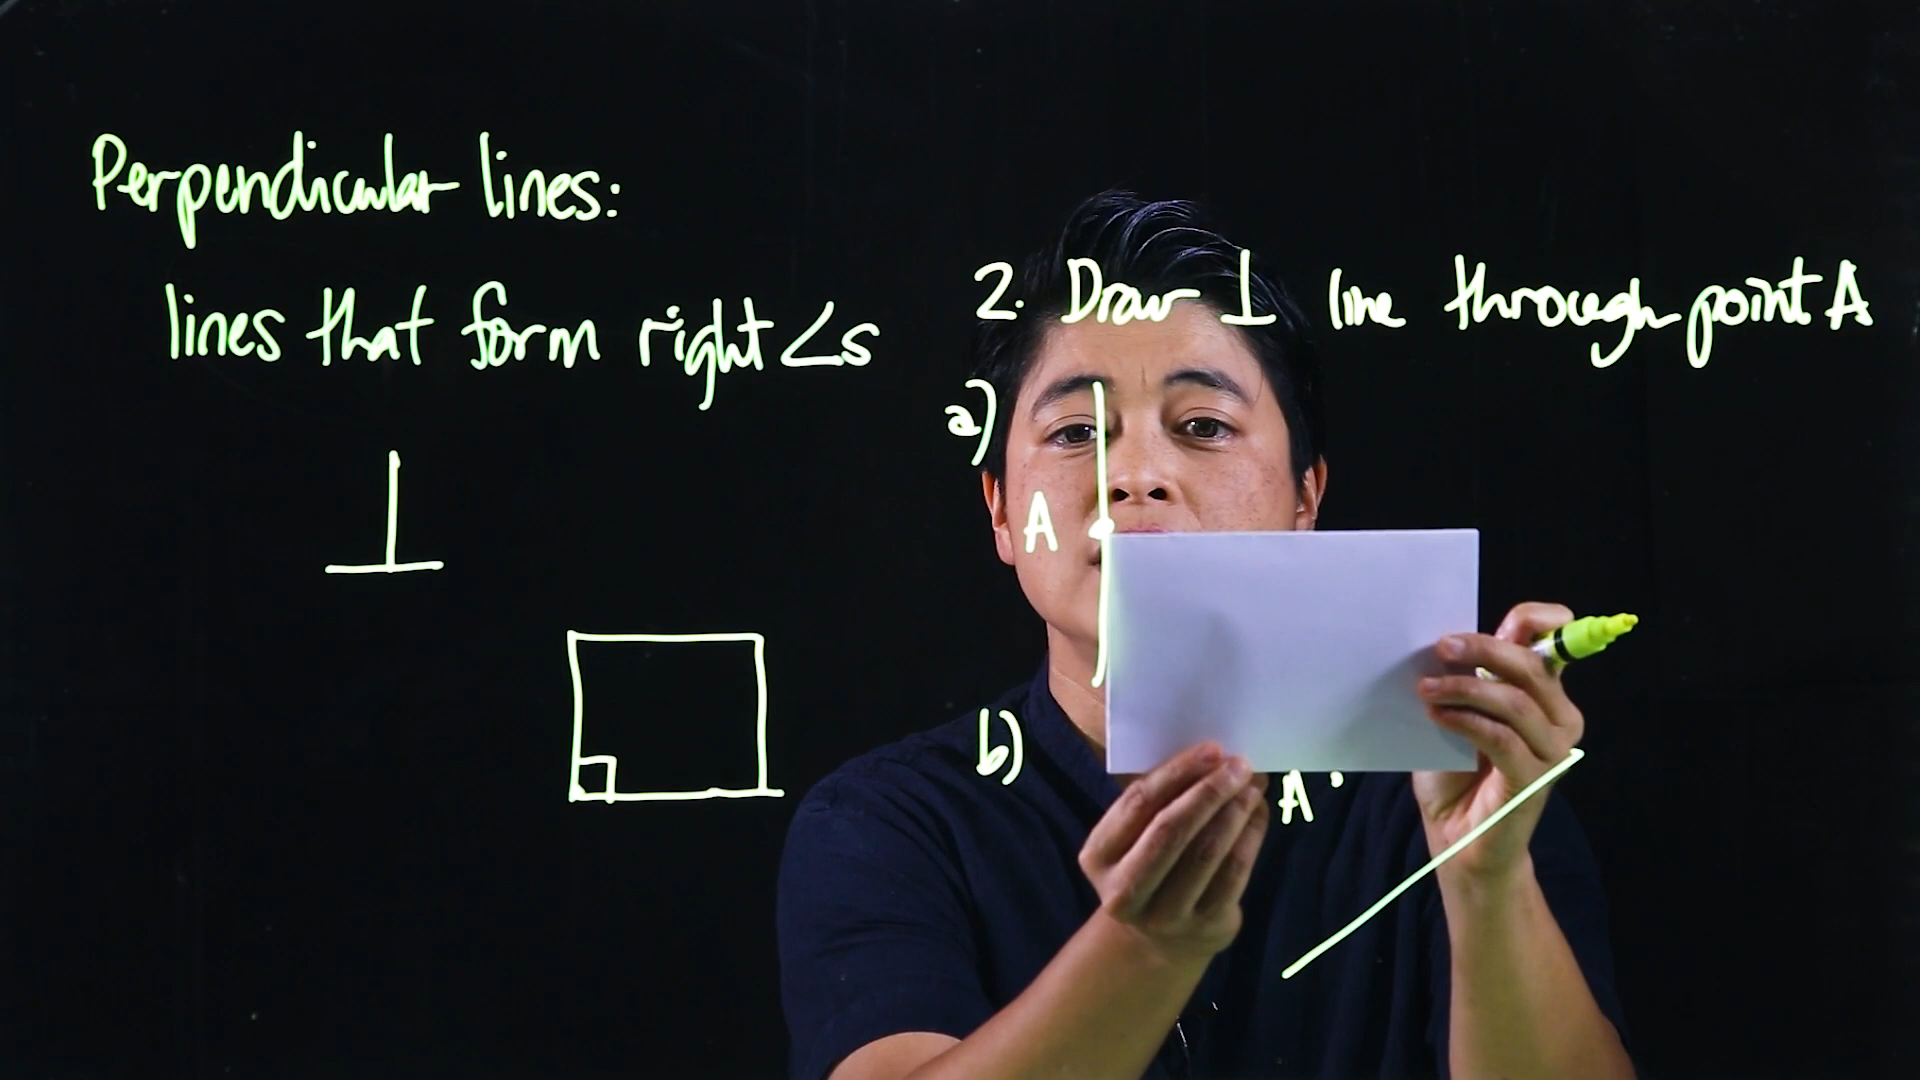 Perpendicular lines:
lines that form right ∠s
2. Draw ⊥ line through point A
a)
A
b)
A